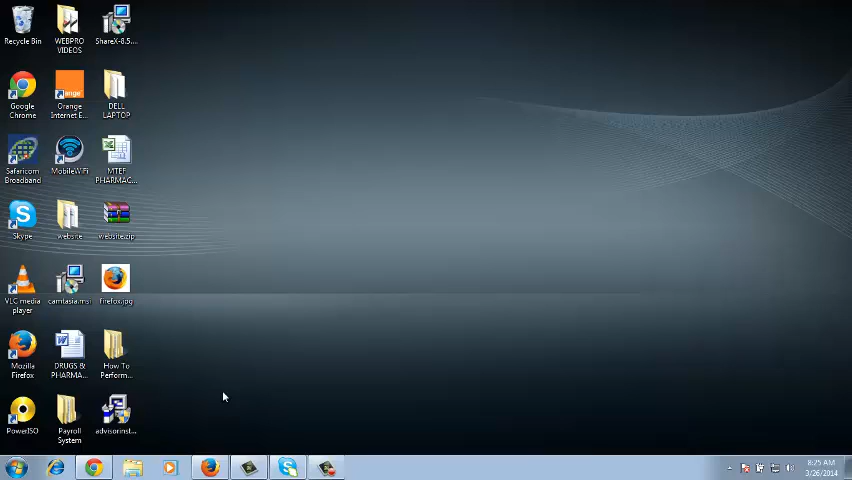 Recycle Bin
WEBPRO
VIDEOS
ShareX-8.5....
Google
Chrome
Orange
Internet E...
DELL
LAPTOP
Safaricom
Broadband
MobileWiFi
MTEF
PHARMAC...
Skype
website
website.zip
VLC media
player
camtasia.msi
firefox.jpg
Mozilla
Firefox
DRUGS &
PHARMA...
How To
Perform...
PowerISO
Payroll
System
advisorinst...
8:25 AM
3/26/2014